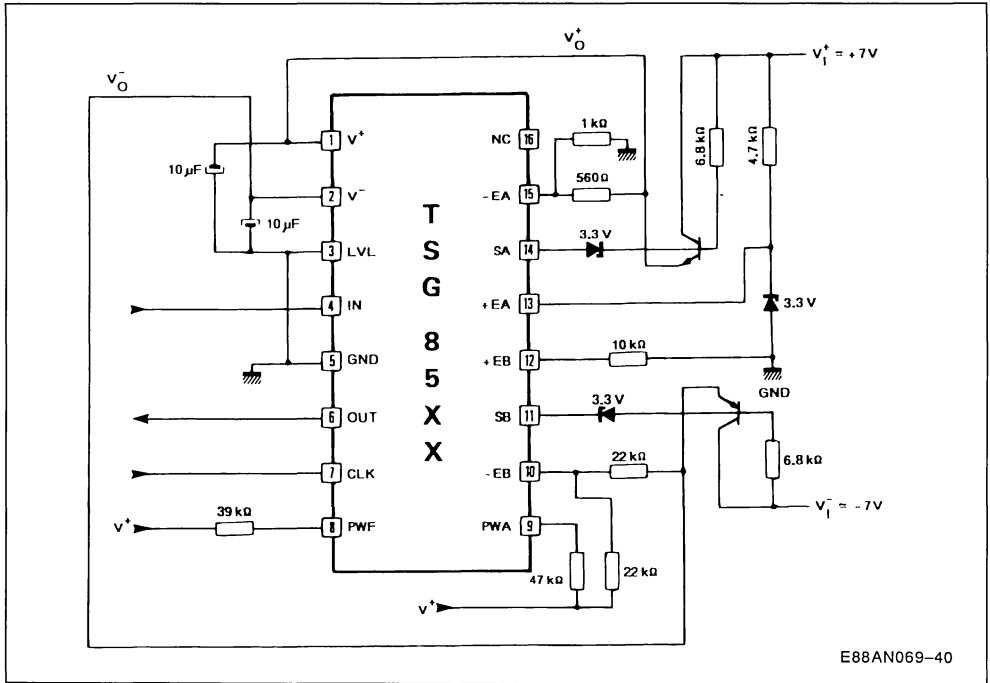 V_O^-
V_O^+
V_I^+ = +7V
10 µF
10 µF
1 V^+
2 V^-
3 LVL
4 IN
5 GND
6 OUT
7 CLK
8 PWF
V^+
39 kΩ
T
S
G
8
5
X
X
NC 16
-EA 15
SA 14
+EA 13
+EB 12
SB 11
-EB 10
PWA 9
1 kΩ
560 Ω
3.3 V
6.8 kΩ
4.7 kΩ
3.3 V
10 kΩ
GND
3.3 V
22 kΩ
6.8 kΩ
V_I^- = -7V
47 kΩ
22 kΩ
V^+
E88AN069-40